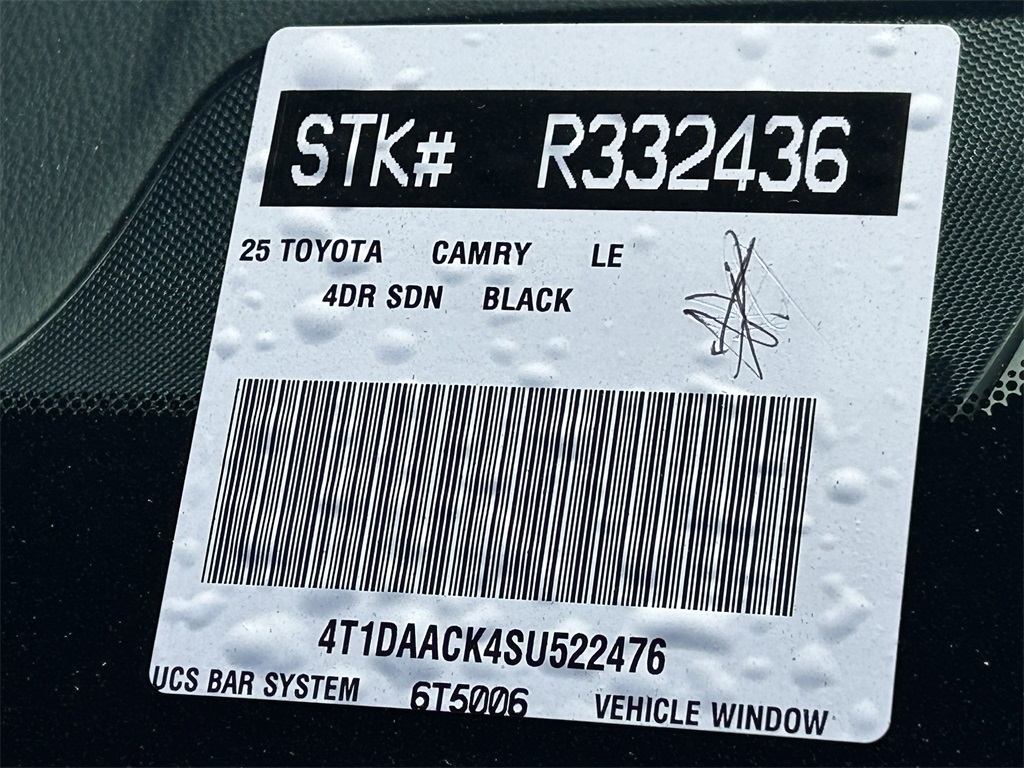 STK# R332436
25 TOYOTA CAMRY LE
4DR SDN BLACK
4T1DAACK4SU522476
UCS BAR SYSTEM 6T5006 VEHICLE WINDOW